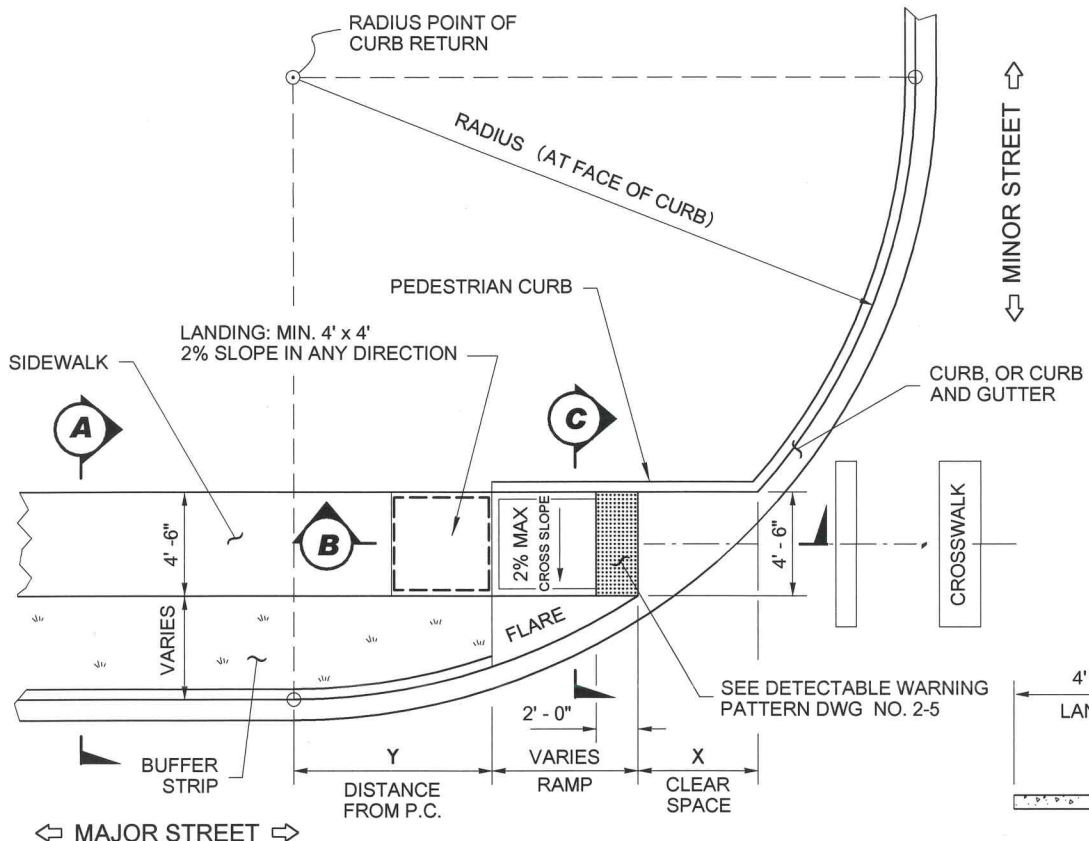 RADIUS POINT OF
CURB RETURN
RADIUS (AT FACE OF CURB)
MINOR STREET
PEDESTRIAN CURB
LANDING: MIN. 4' x 4'
2% SLOPE IN ANY DIRECTION
SIDEWALK
CURB, OR CURB
AND GUTTER
A
C
B
4' -6"
2% MAX
CROSS SLOPE
4' - 6"
CROSSWALK
VARIES
FLARE
SEE DETECTABLE WARNING
PATTERN DWG NO. 2-5
2' - 0"
4'
LAN
BUFFER
STRIP
Y
DISTANCE
FROM P.C.
VARIES
RAMP
X
CLEAR
SPACE
MAJOR STREET